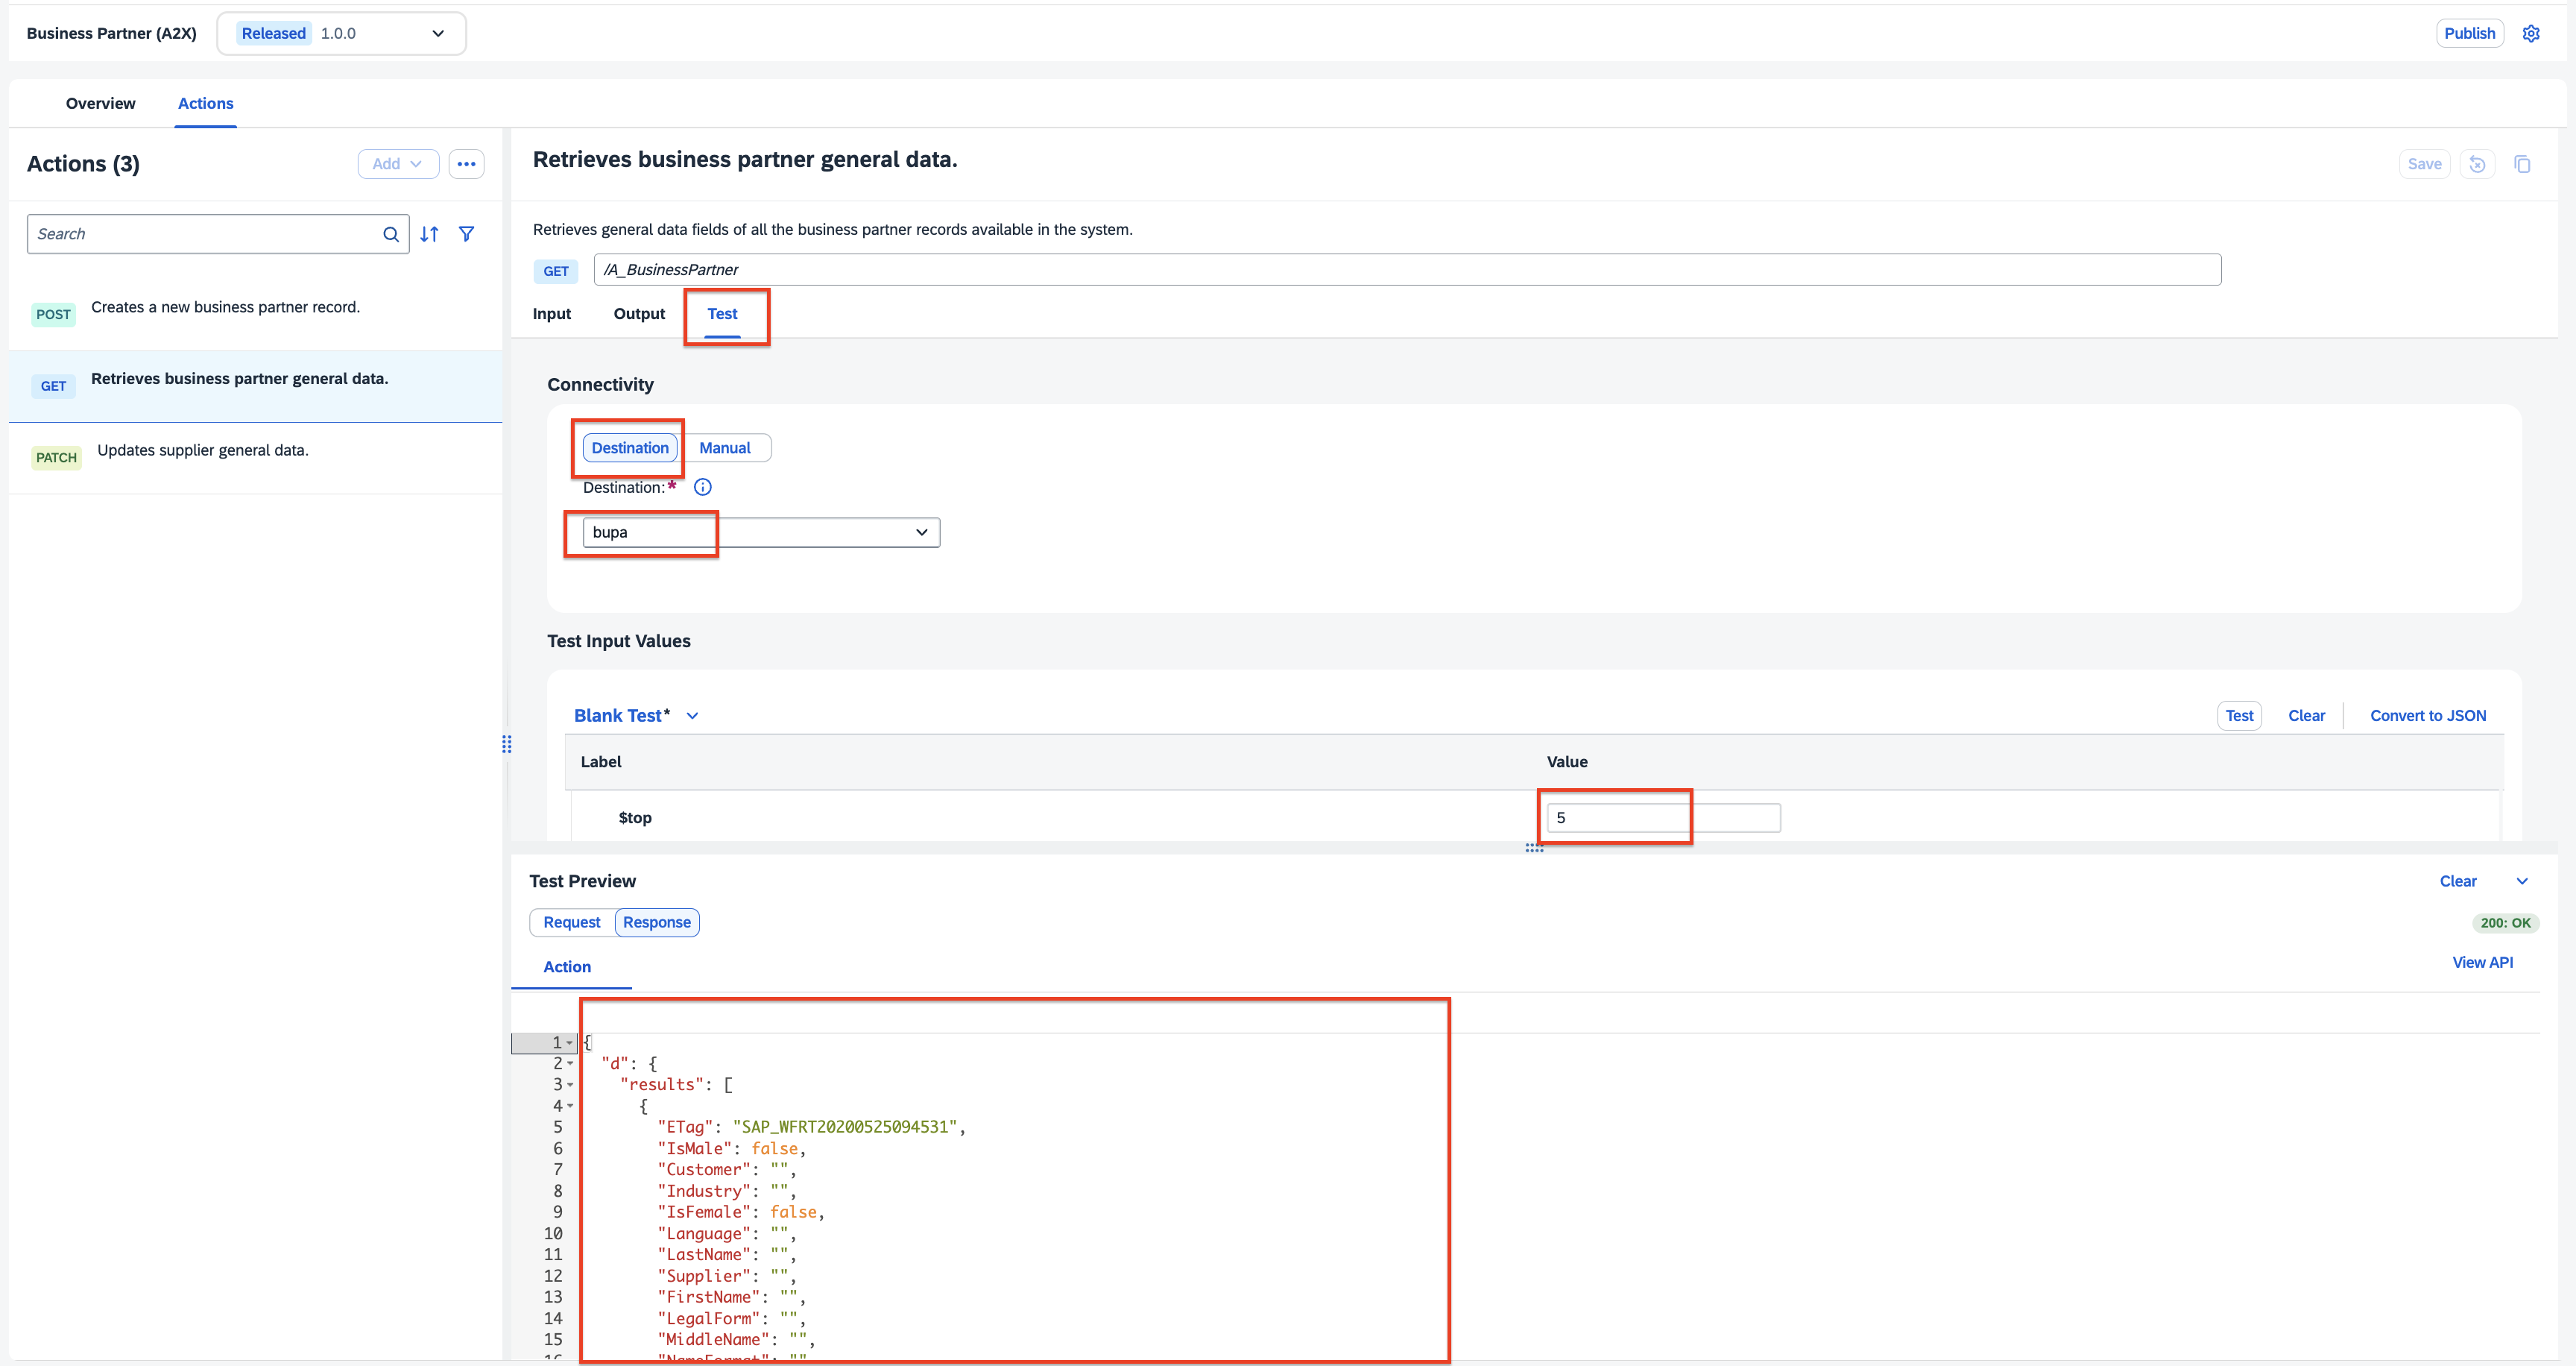 Business Partner (A2X) Released 1.0.0 Publish
Overview Actions
Actions (3) Add
Search
POST Creates a new business partner record.
GET Retrieves business partner general data.
PATCH Updates supplier general data.
Retrieves business partner general data. Save
Retrieves general data fields of all the business partner records available in the system.
GET /A_BusinessPartner
Input Output Test
Connectivity
Destination Manual
Destination:*
bupa
Test Input Values
Blank Test* Test Clear Convert to JSON
Label Value
$top 5
Test Preview Clear
Request Response 200: OK
Action View API
1 {
2 "d": {
3 "results": [
4 {
5 "ETag": "SAP_WFRT20200525094531",
6 "IsMale": false,
7 "Customer": "",
8 "Industry": "",
9 "IsFemale": false,
10 "Language": "",
11 "LastName": "",
12 "Supplier": "",
13 "FirstName": "",
14 "LegalForm": "",
15 "MiddleName": "",
16 "NameFormat": ""